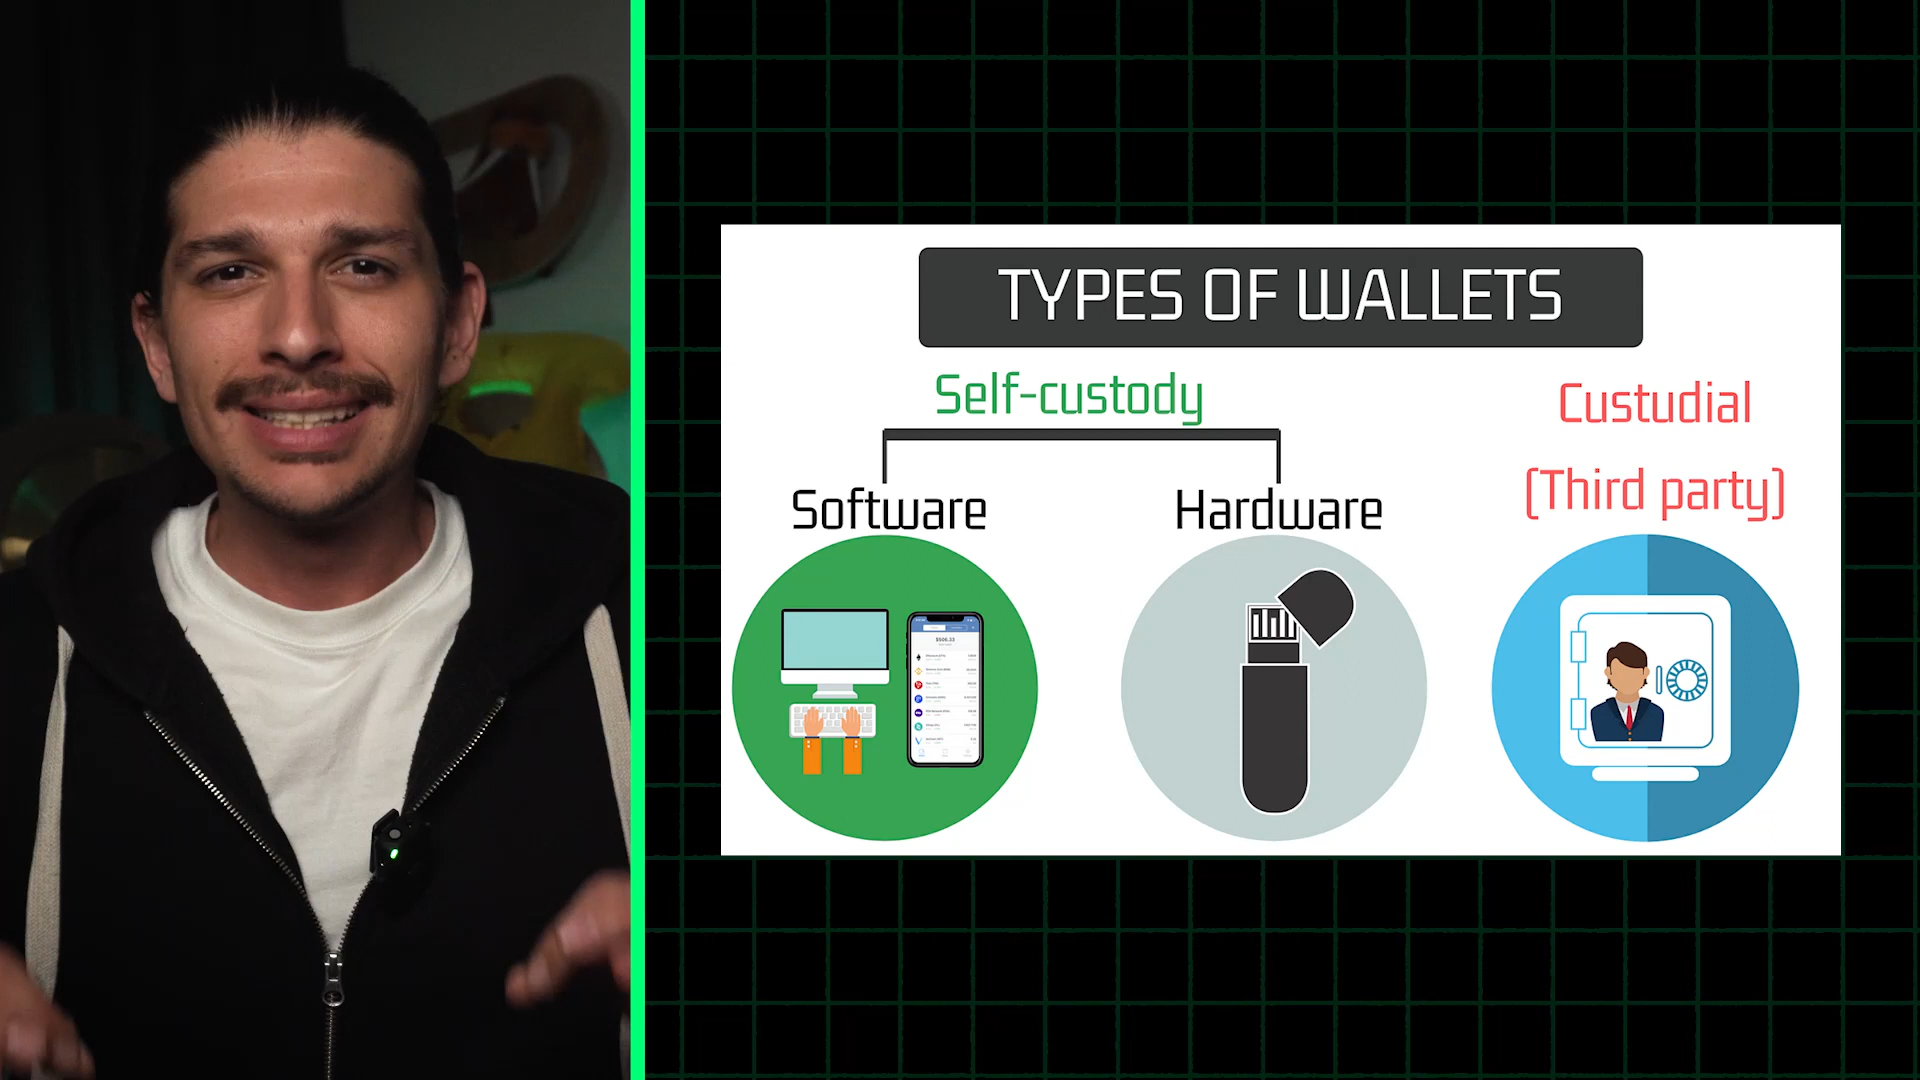 TYPES OF WALLETS
Self-custody
Custudial
(Third party)
Software
Hardware